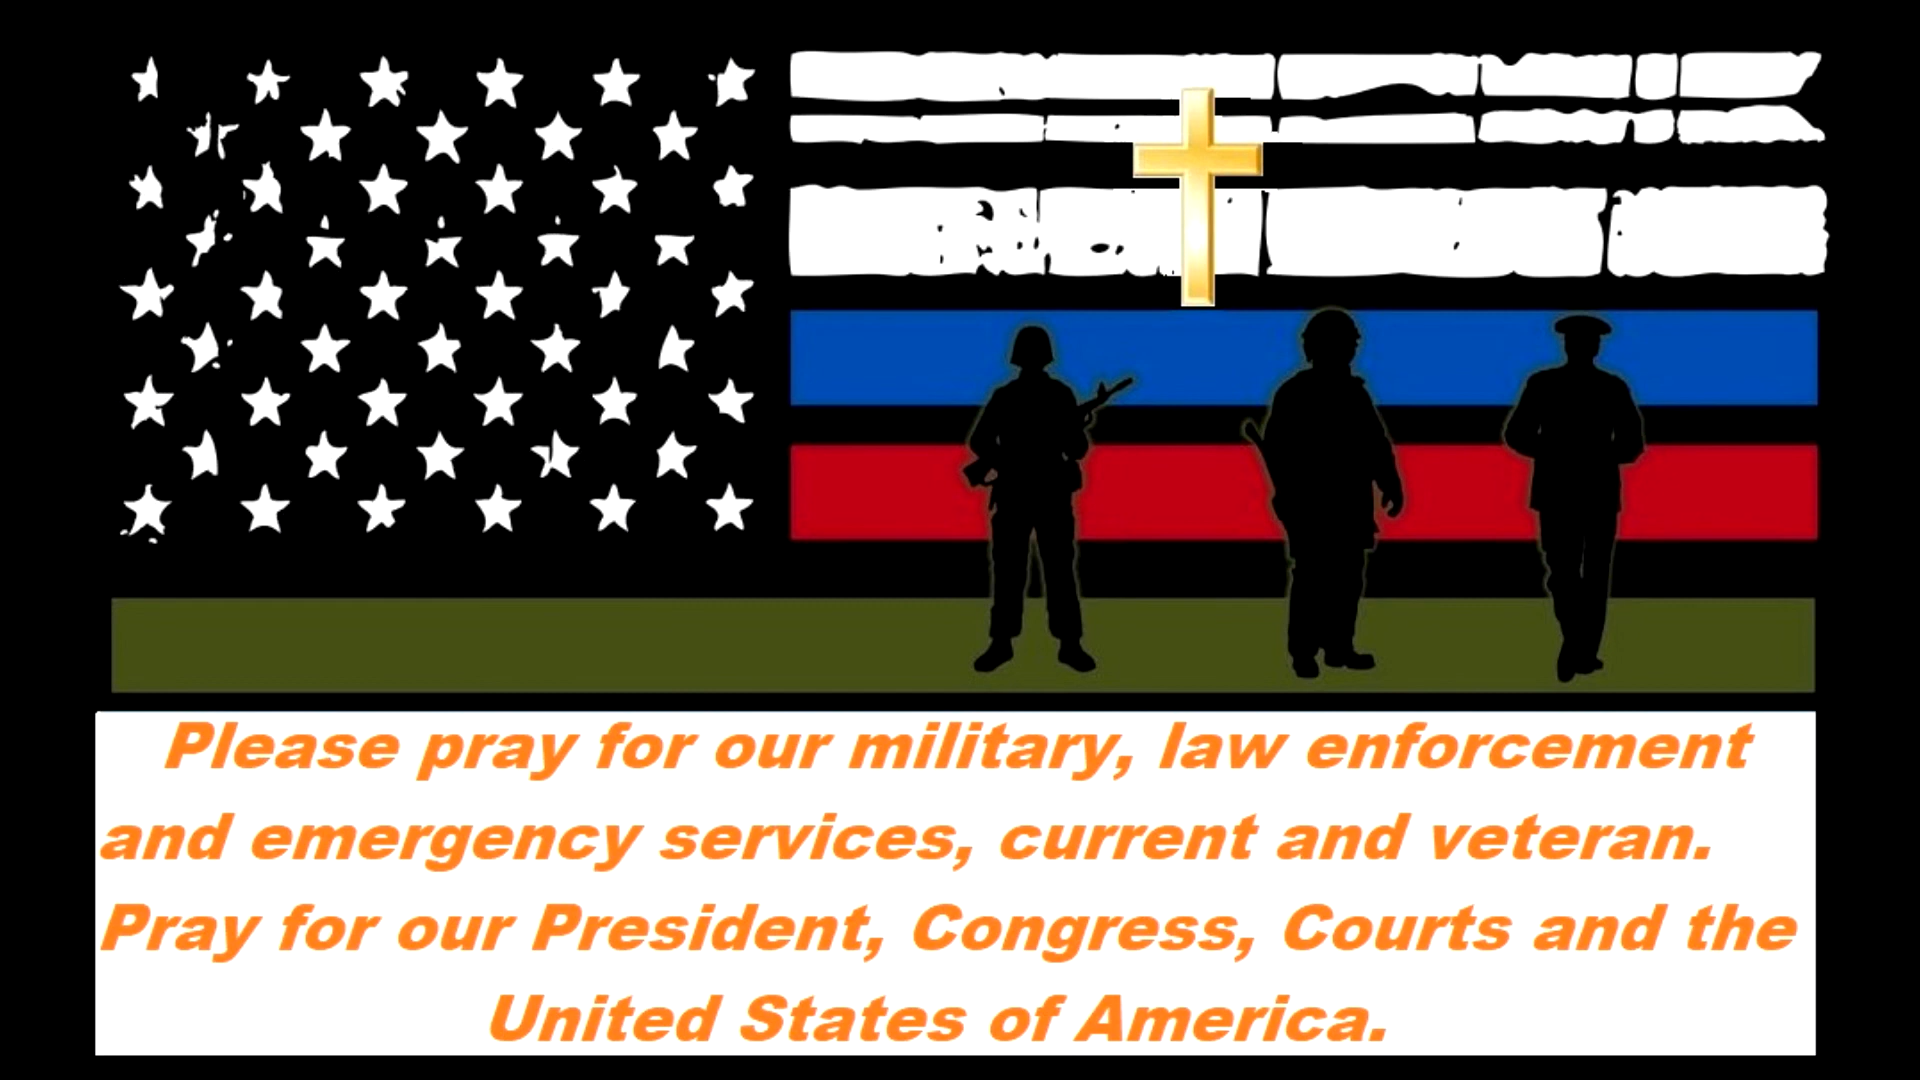 Please pray for our military, law enforcement
and emergency services, current and veteran.
Pray for our President, Congress, Courts and the
United States of America.